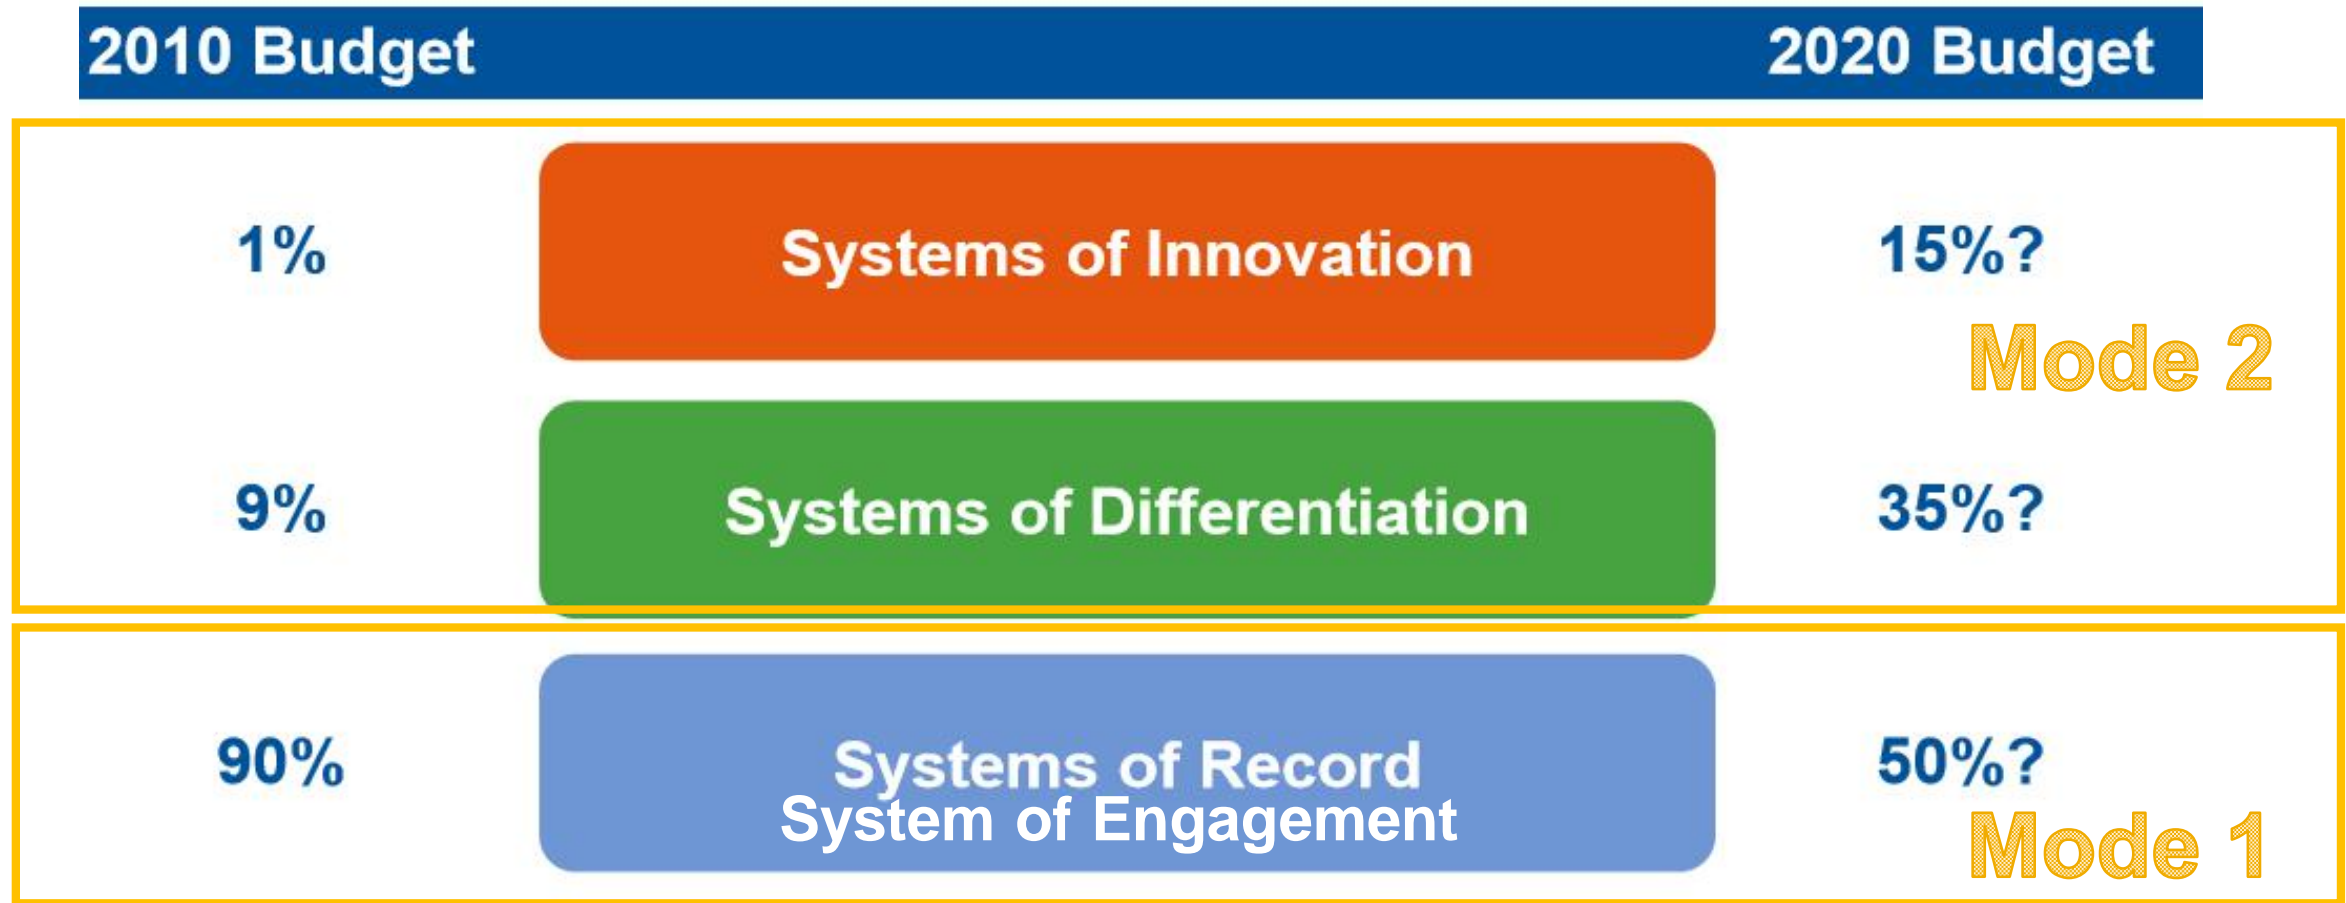 2010 Budget 2020 Budget
1% Systems of Innovation 15%?
Mode 2
9% Systems of Differentiation 35%?
90% Systems of Record 50%?
System of Engagement
Mode 1